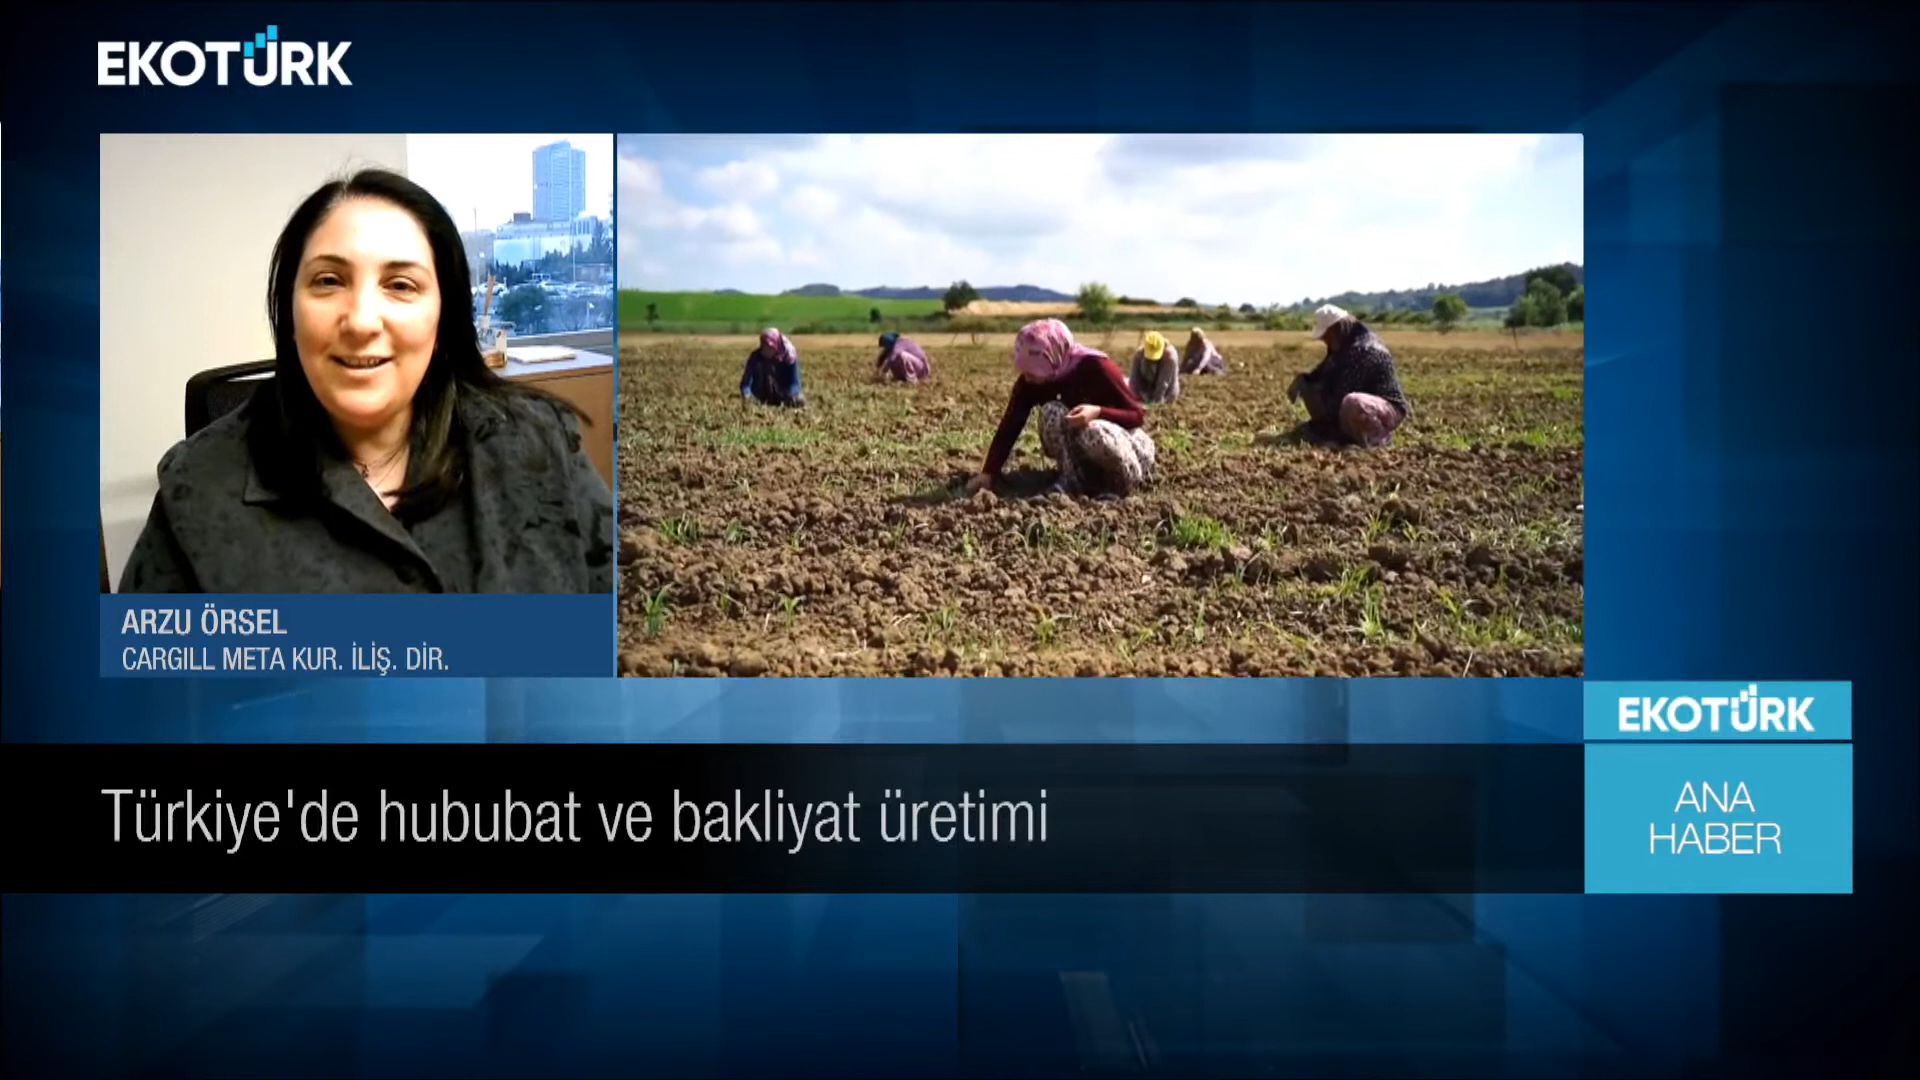 EKOTÜRK
ARZU ÖRSEL
CARGILL META KUR. İLİŞ. DİR.
EKOTÜRK
Türkiye'de hububat ve bakliyat üretimi
ANA
HABER